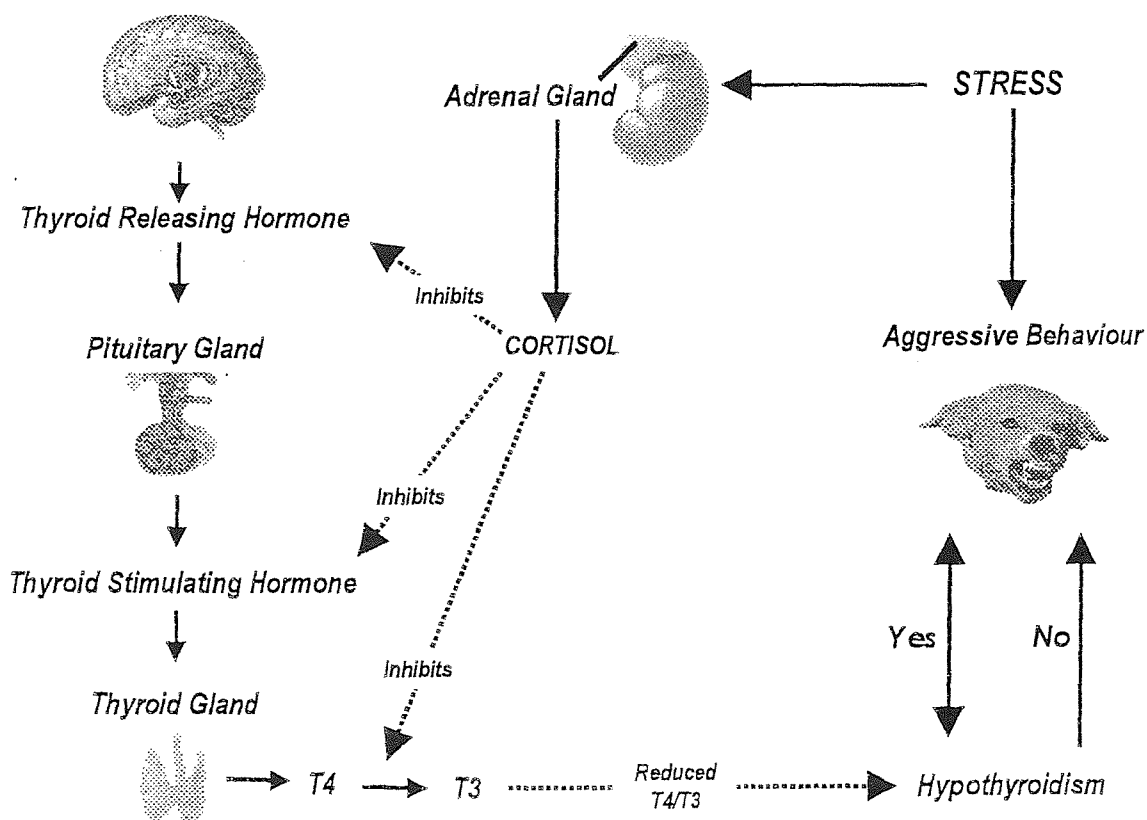 Adrenal Gland
STRESS
Thyroid Releasing Hormone
Inhibits
Pituitary Gland
CORTISOL
Aggressive Behaviour
Inhibits
Thyroid Stimulating Hormone
Yes
No
Inhibits
Thyroid Gland
T4
T3
Reduced
T4/T3
Hypothyroidism